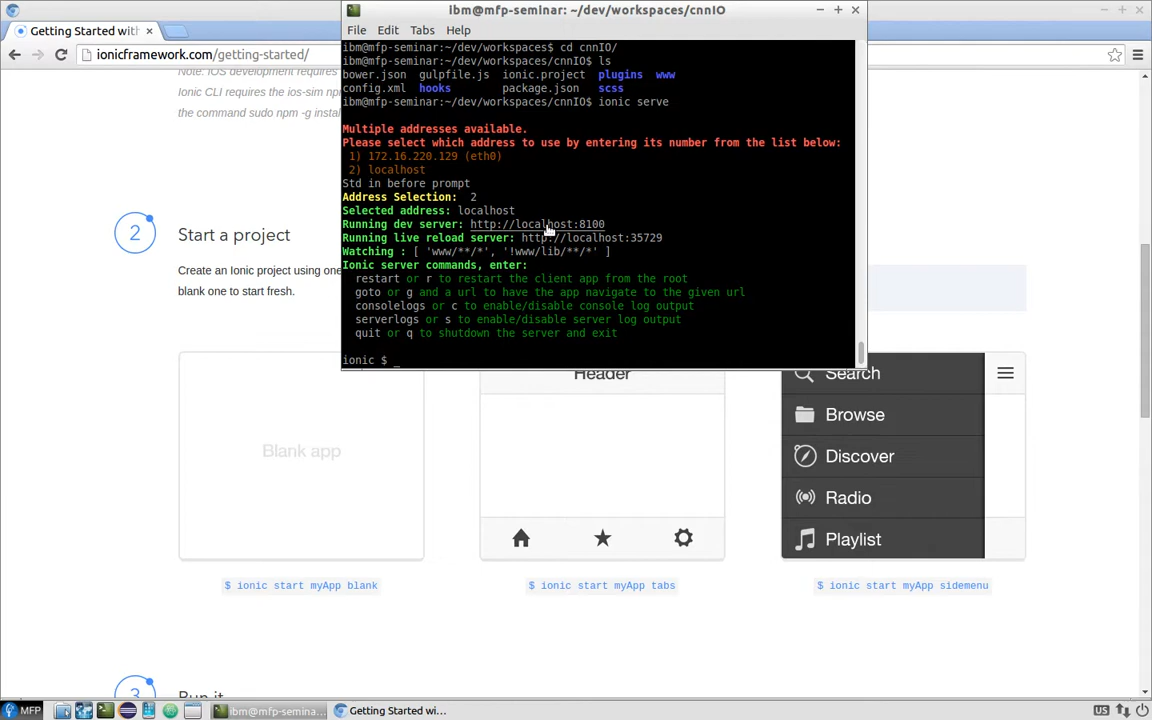 ibm@mfp-seminar: ~/dev/workspaces/cnnIO
Getting Started with
File Edit Tabs Help
ionicframework.com/getting-started/
ibm@mfp-seminar:~/dev/workspaces$ cd cnnIO/
ibm@mfp-seminar:~/dev/workspaces/cnnIO$ ls
bower.json gulpfile.js ionic.project plugins www
config.xml hooks package.json scss
ibm@mfp-seminar:~/dev/workspaces/cnnIO$ ionic serve
Multiple addresses available.
Please select which address to use by entering its number from the list below:
1) 172.16.220.129 (eth0)
2) localhost
Std in before prompt
Address Selection: 2
Selected address: localhost
Running dev server: http://localhost:8100
Running live reload server: http://localhost:35729
Watching : [ 'www/**/*', '!www/lib/**/*' ]
Ionic server commands, enter:
restart or r to restart the client app from the root
goto or g and a url to have the app navigate to the given url
consolelogs or c to enable/disable console log output
serverlogs or s to enable/disable server log output
quit or q to shutdown the server and exit
ionic $ _
Note: iOS development requires
Ionic CLI requires the ios-sim npm
the command sudo npm -g instal
2
Start a project
Create an Ionic project using one
blank one to start fresh.
Blank app
Header
Search
Browse
Discover
Radio
Playlist
$ ionic start myApp blank
$ ionic start myApp tabs
$ ionic start myApp sidemenu
3
Run it
MFP
ibm@mfp-semina...
Getting Started wi...
US